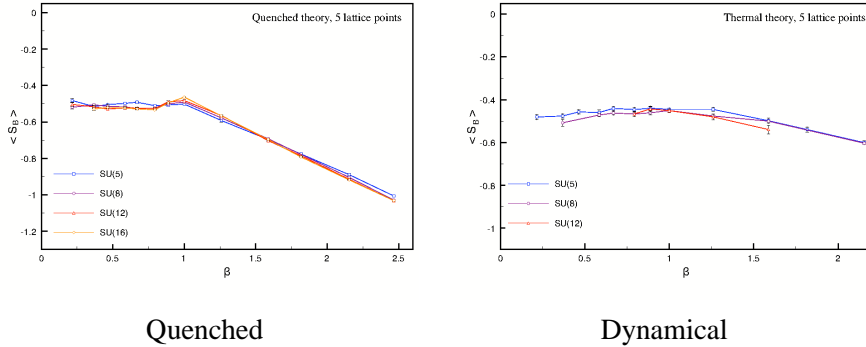 Quenched theory, 5 lattice points
0
-0.2
-0.4
-0.6
-0.8
-1
-1.2
< S_B >
SU(5)
SU(8)
SU(12)
SU(16)
0 0.5 1 1.5 2 2.5
β
Quenched
Thermal theory, 5 lattice points
0
-0.2
-0.4
-0.6
-0.8
-1
< S_B >
SU(5)
SU(8)
SU(12)
0 0.5 1 1.5 2
β
Dynamical